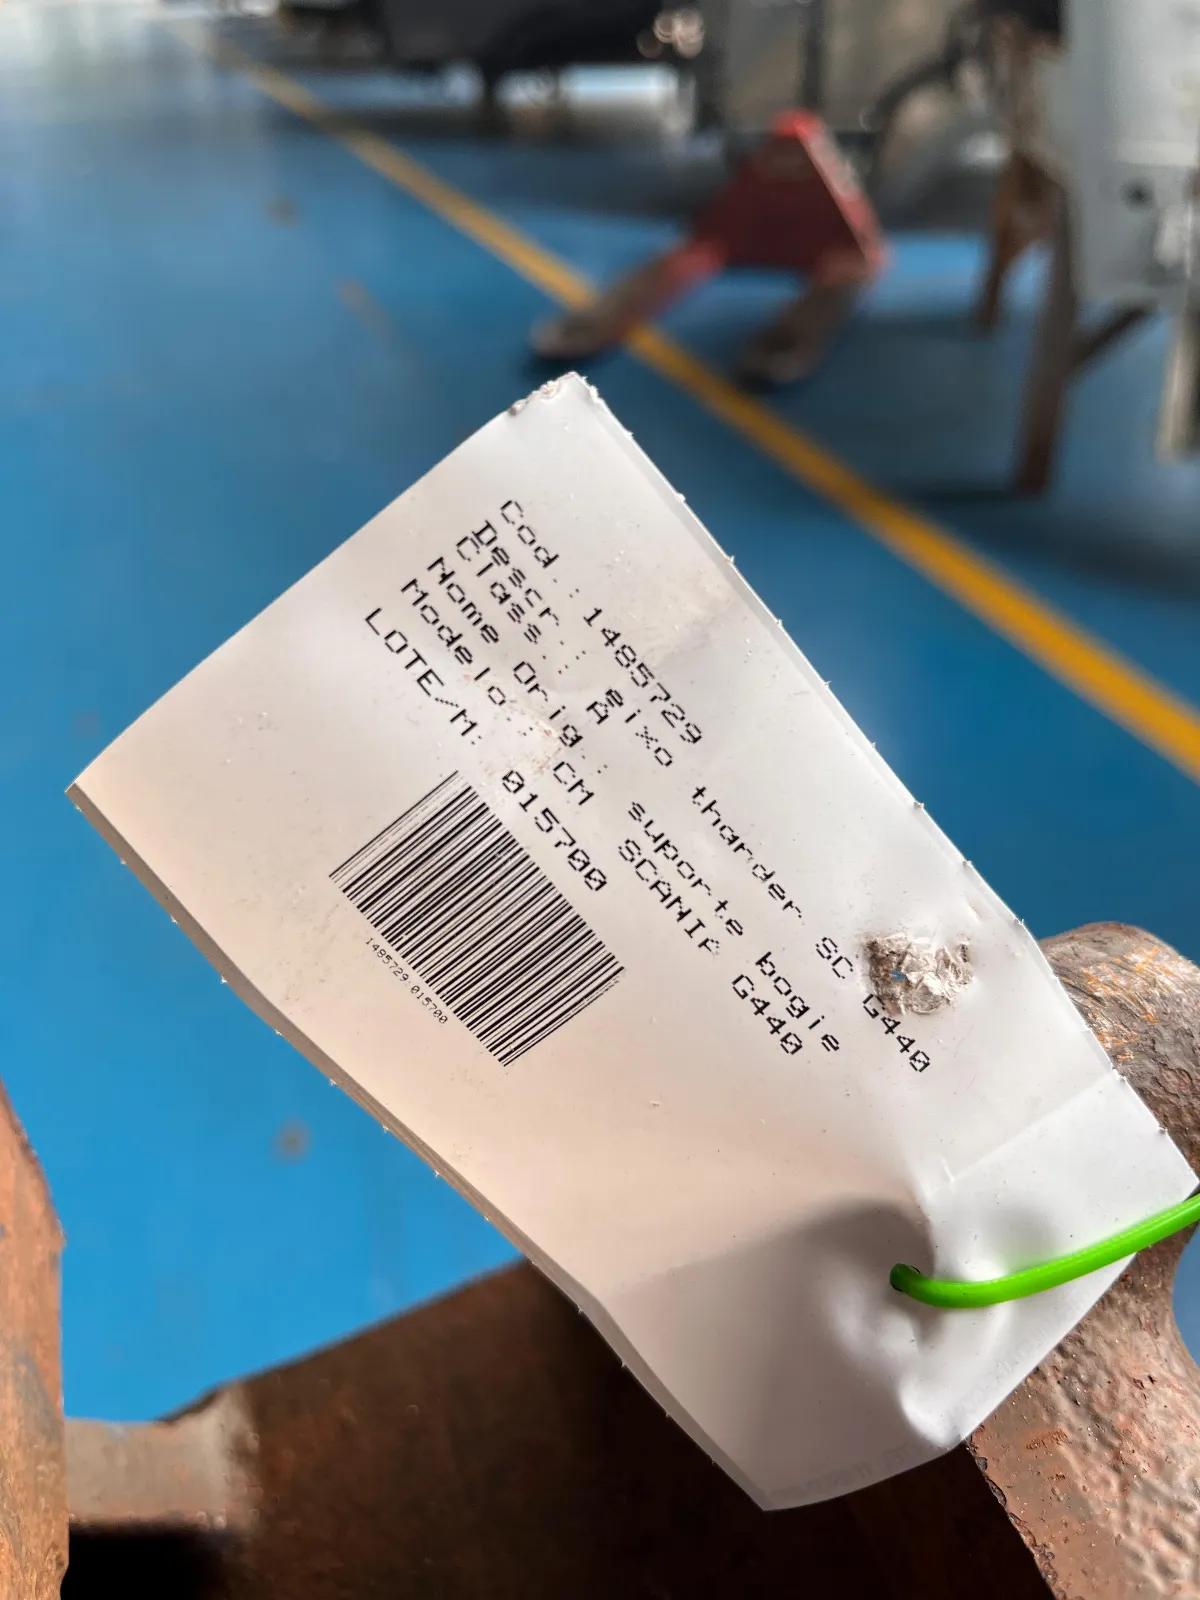 Cod.: 1485729
Descr.: eixo thander SC G440
Class.: A
Nome Orig.: suporte bogie
Modelo.: CM SCANIA G440
LOTE/M: 015700
1485729 015700